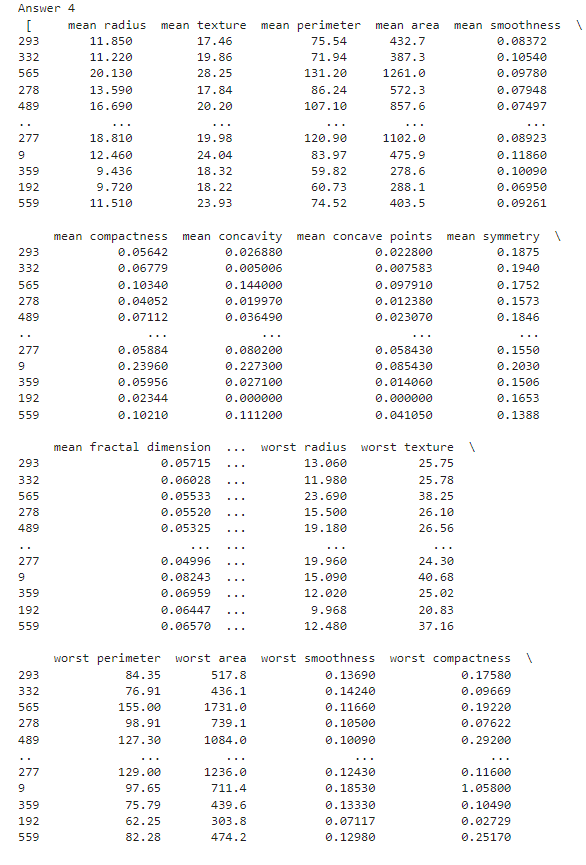 Answer 4
[     mean radius  mean texture  mean perimeter  mean area  mean smoothness  \
293       11.850         17.46           75.54      432.7          0.08372
332       11.220         19.86           71.94      387.3          0.10540
565       20.130         28.25          131.20     1261.0          0.09780
278       13.590         17.84           86.24      572.3          0.07948
489       16.690         20.20          107.10      857.6          0.07497
..           ...           ...             ...        ...              ...
277       18.810         19.98          120.90     1102.0          0.08923
9         12.460         24.04           83.97      475.9          0.11860
359        9.436         18.32           59.82      278.6          0.10090
192        9.720         18.22           60.73      288.1          0.06950
559       11.510         23.93           74.52      403.5          0.09261
mean compactness  mean concavity  mean concave points  mean symmetry  \
293           0.05642        0.026880             0.022800         0.1875
332           0.06779        0.005006             0.007583         0.1940
565           0.10340        0.144000             0.097910         0.1752
278           0.04052        0.019970             0.012380         0.1573
489           0.07112        0.036490             0.023070         0.1846
..                ...             ...                  ...            ...
277           0.05884        0.080200             0.058430         0.1550
9             0.23960        0.227300             0.085430         0.2030
359           0.05956        0.027100             0.014060         0.1506
192           0.02344        0.000000             0.000000         0.1653
559           0.10210        0.111200             0.041050         0.1388
mean fractal dimension  ...  worst radius  worst texture  \
293                 0.05715  ...        13.060          25.75
332                 0.06028  ...        11.980          25.78
565                 0.05533  ...        23.690          38.25
278                 0.05520  ...        15.500          26.10
489                 0.05325  ...        19.180          26.56
..                      ...  ...           ...            ...
277                 0.04996  ...        19.960          24.30
9                   0.08243  ...        15.090          40.68
359                 0.06959  ...        12.020          25.02
192                 0.06447  ...         9.968          20.83
559                 0.06570  ...        12.480          37.16
worst perimeter  worst area  worst smoothness  worst compactness  \
293            84.35       517.8           0.13690            0.17580
332            76.91       436.1           0.14240            0.09669
565           155.00      1731.0           0.11660            0.19220
278            98.91       739.1           0.10500            0.07622
489           127.30      1084.0           0.10090            0.29200
..               ...         ...               ...                ...
277           129.00      1236.0           0.12430            0.11600
9              97.65       711.4           0.18530            1.05800
359            75.79       439.6           0.13330            0.10490
192            62.25       303.8           0.07117            0.02729
559            82.28       474.2           0.12980            0.25170